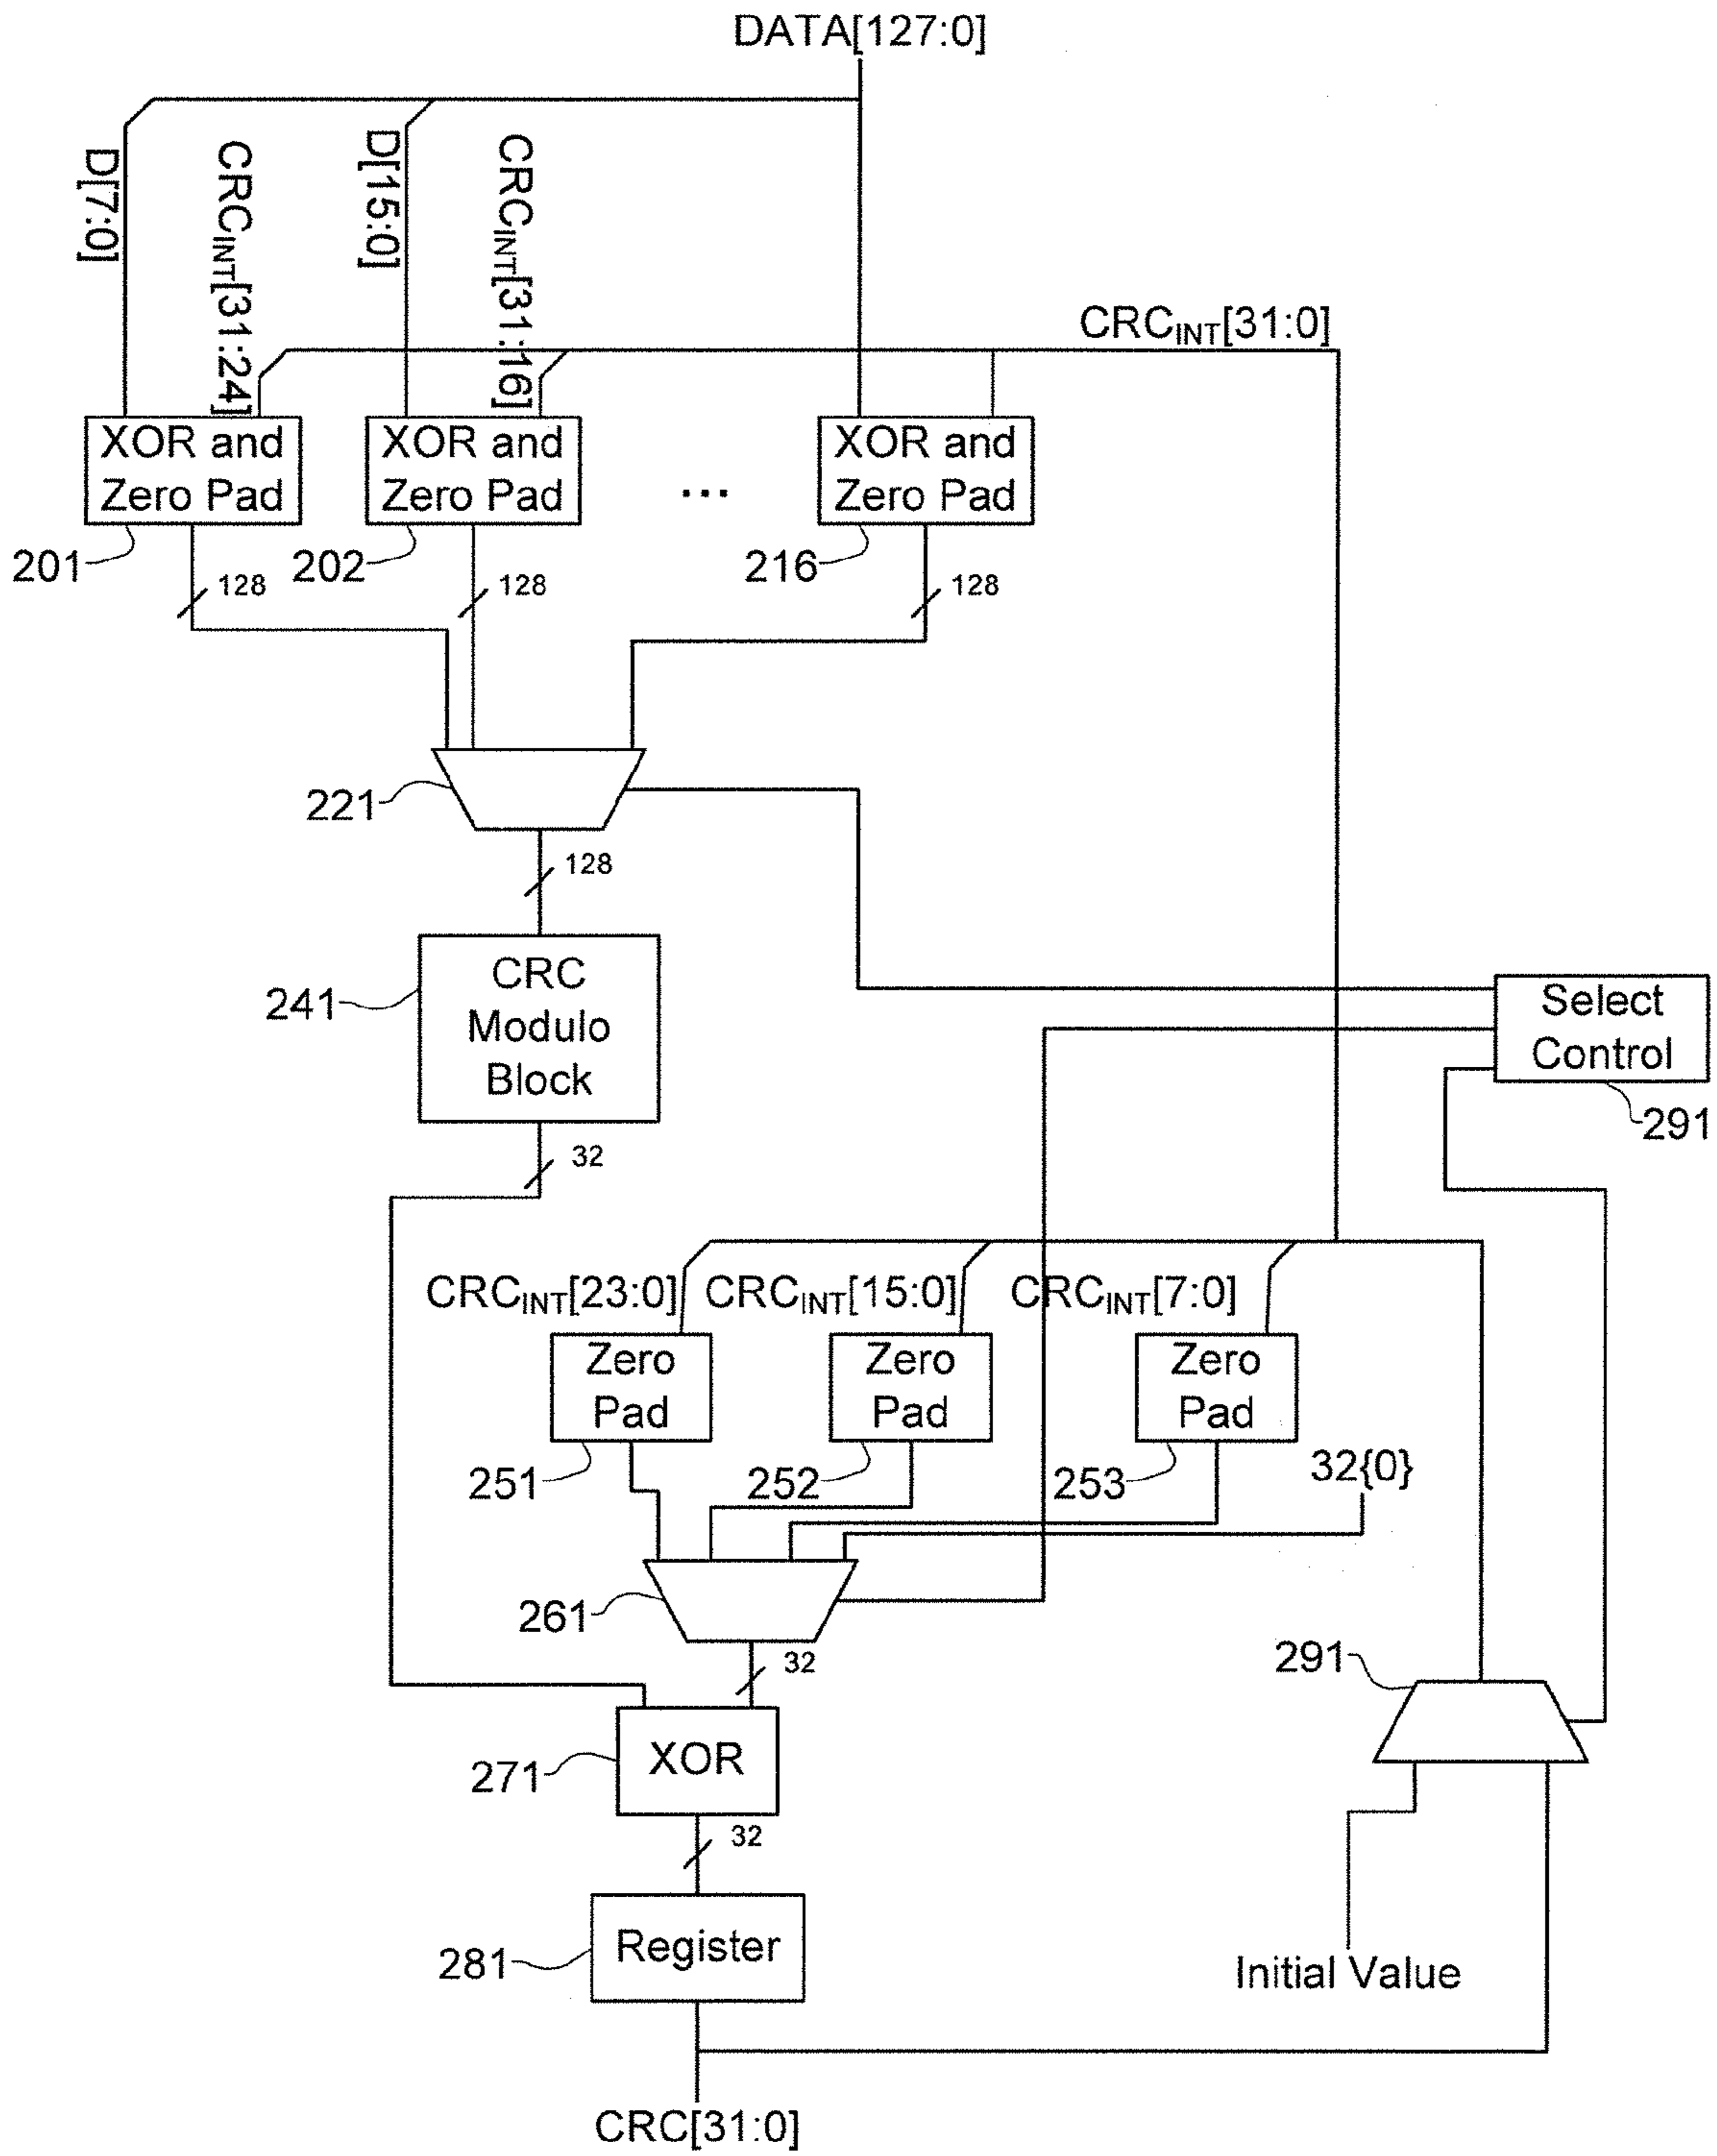 DATA[127:0]
D[7:0]
CRCINT[31:24]
D[15:0]
CRCINT[31:16]
CRCINT[31:0]
XOR and
Zero Pad
XOR and
Zero Pad
...
XOR and
Zero Pad
201
202
216
128
128
128
221
128
CRC
Modulo
Block
241
Select
Control
291
32
CRCINT[23:0]
CRCINT[15:0]
CRCINT[7:0]
Zero
Pad
Zero
Pad
Zero
Pad
251
252
253
32{0}
261
32
291
XOR
271
32
Register
281
Initial Value
CRC[31:0]